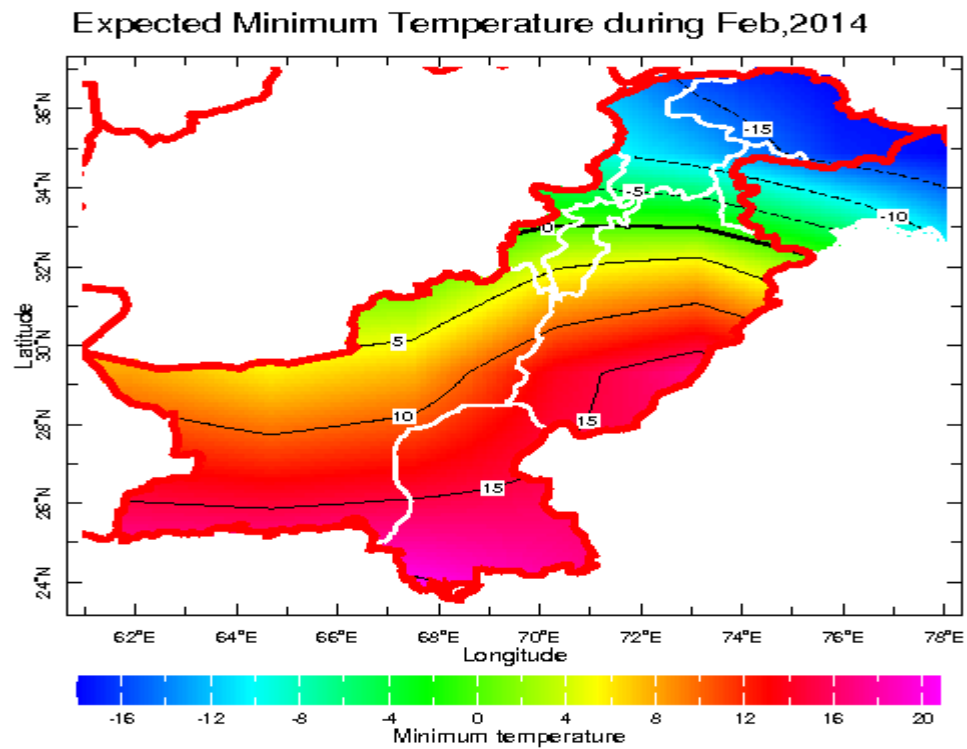 Expected Minimum Temperature during Feb,2014
36°N
34°N
32°N
30°N
28°N
26°N
24°N
Latitude
-15
-5
-10
0
5
10
15
15
62°E 64°E 66°E 68°E 70°E 72°E 74°E 76°E 78°E
Longitude
-16 -12 -8 -4 0 4 8 12 16 20
Minimum temperature